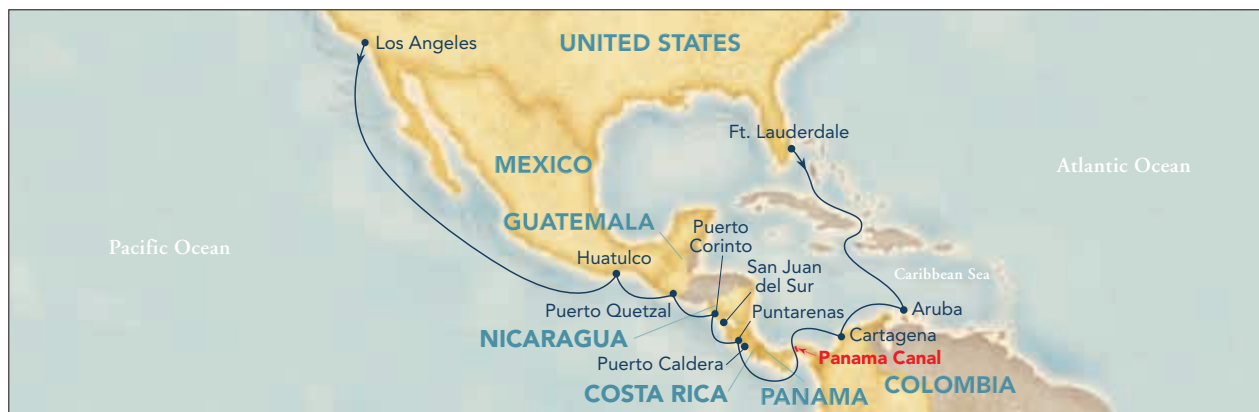 Los Angeles
UNITED STATES
Ft. Lauderdale
Atlantic Ocean
MEXICO
GUATEMALA
Pacific Ocean
Puerto
Corinto
Huatulco
San Juan
del Sur
Caribbean Sea
Puerto Quetzal
Puntarenas
Aruba
NICARAGUA
Cartagena
Puerto Caldera
Panama Canal
COSTA RICA
PANAMA
COLOMBIA